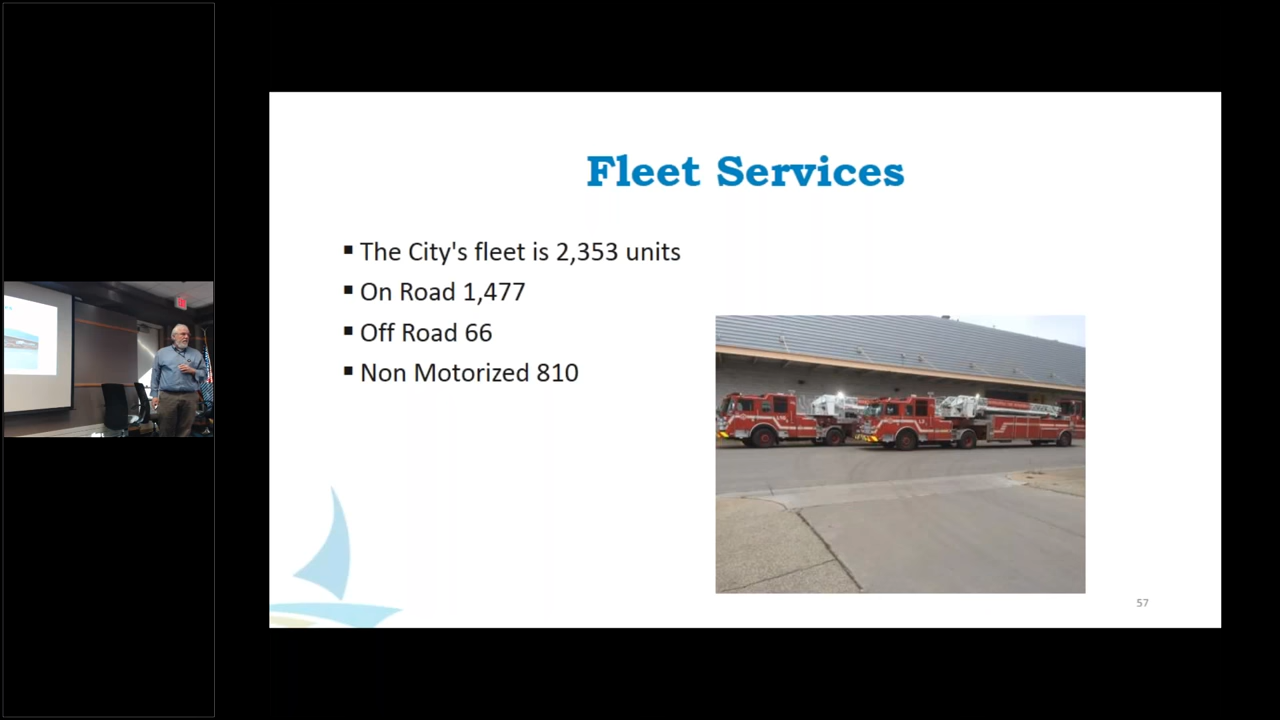 Fleet Services
▪ The City's fleet is 2,353 units
▪ On Road 1,477
▪ Off Road 66
▪ Non Motorized 810
57